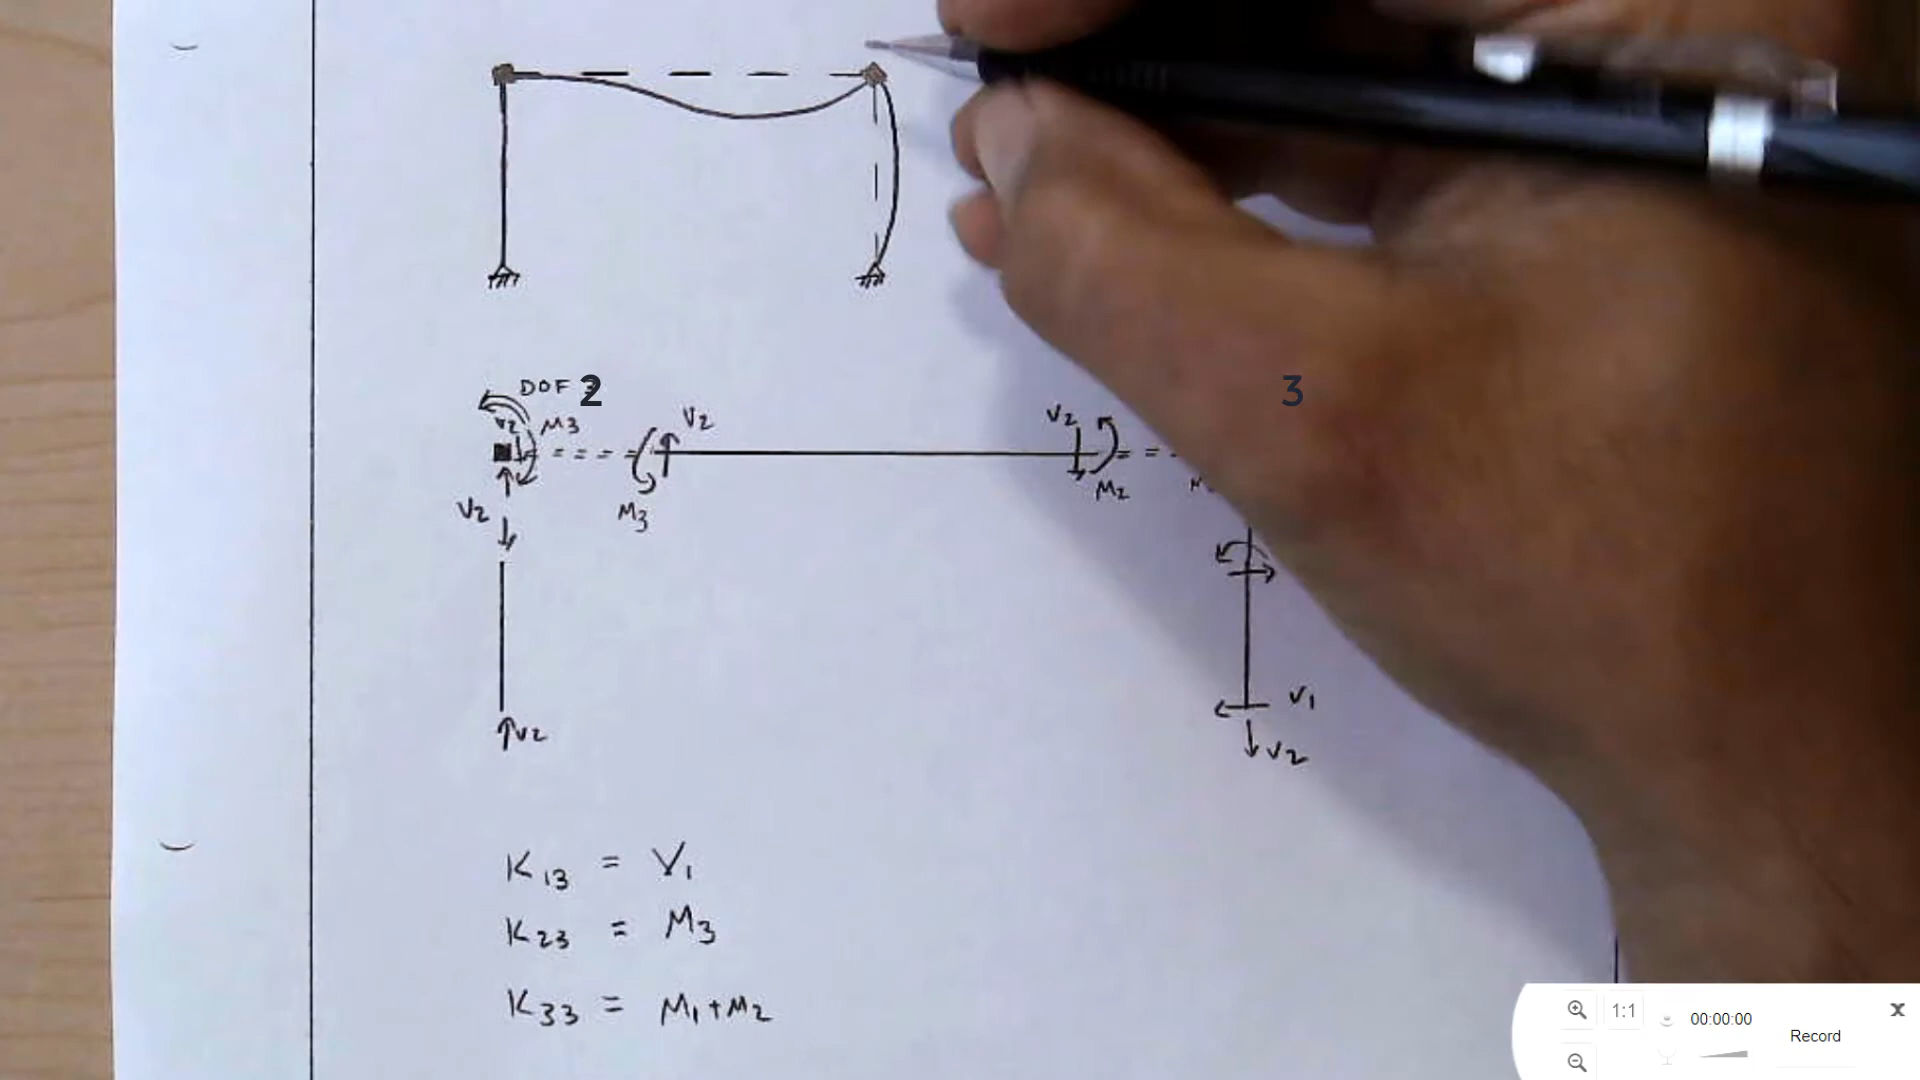 DOF 2
3
V2 M3
V2
V2
M3
V2
M2
V2
V2
V1
V2
K13 = V1
K23 = M3
K33 = M1+M2
1:1
00:00:00
x
Record